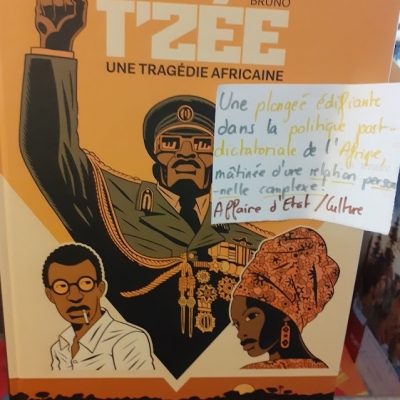 BRUNO
T'ZÉE
UNE TRAGÉDIE AFRICAINE
Une plongeé édifiante
dans la politique post-
dictatoriale de l'Afrique,
mâtinée d'une relation person
-nelle complexe!
Affaire d'Etat/Culture